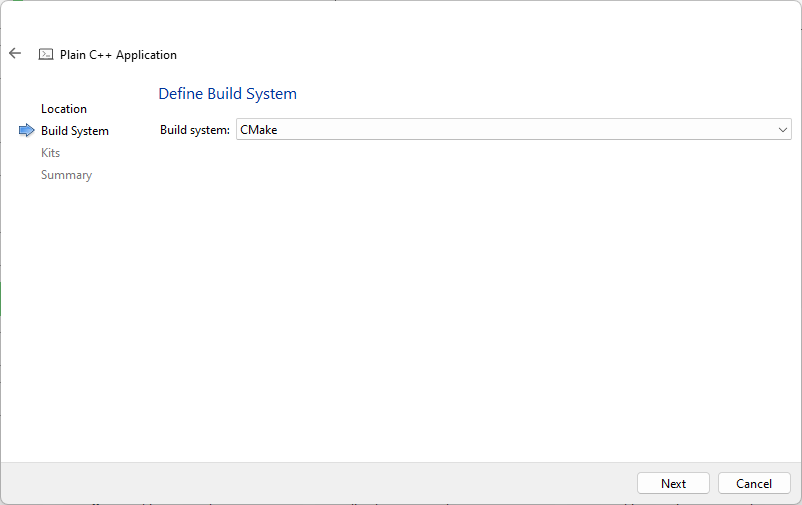 Plain C++ Application
Define Build System
Location
Build System
Kits
Summary
Build system: CMake
Next
Cancel